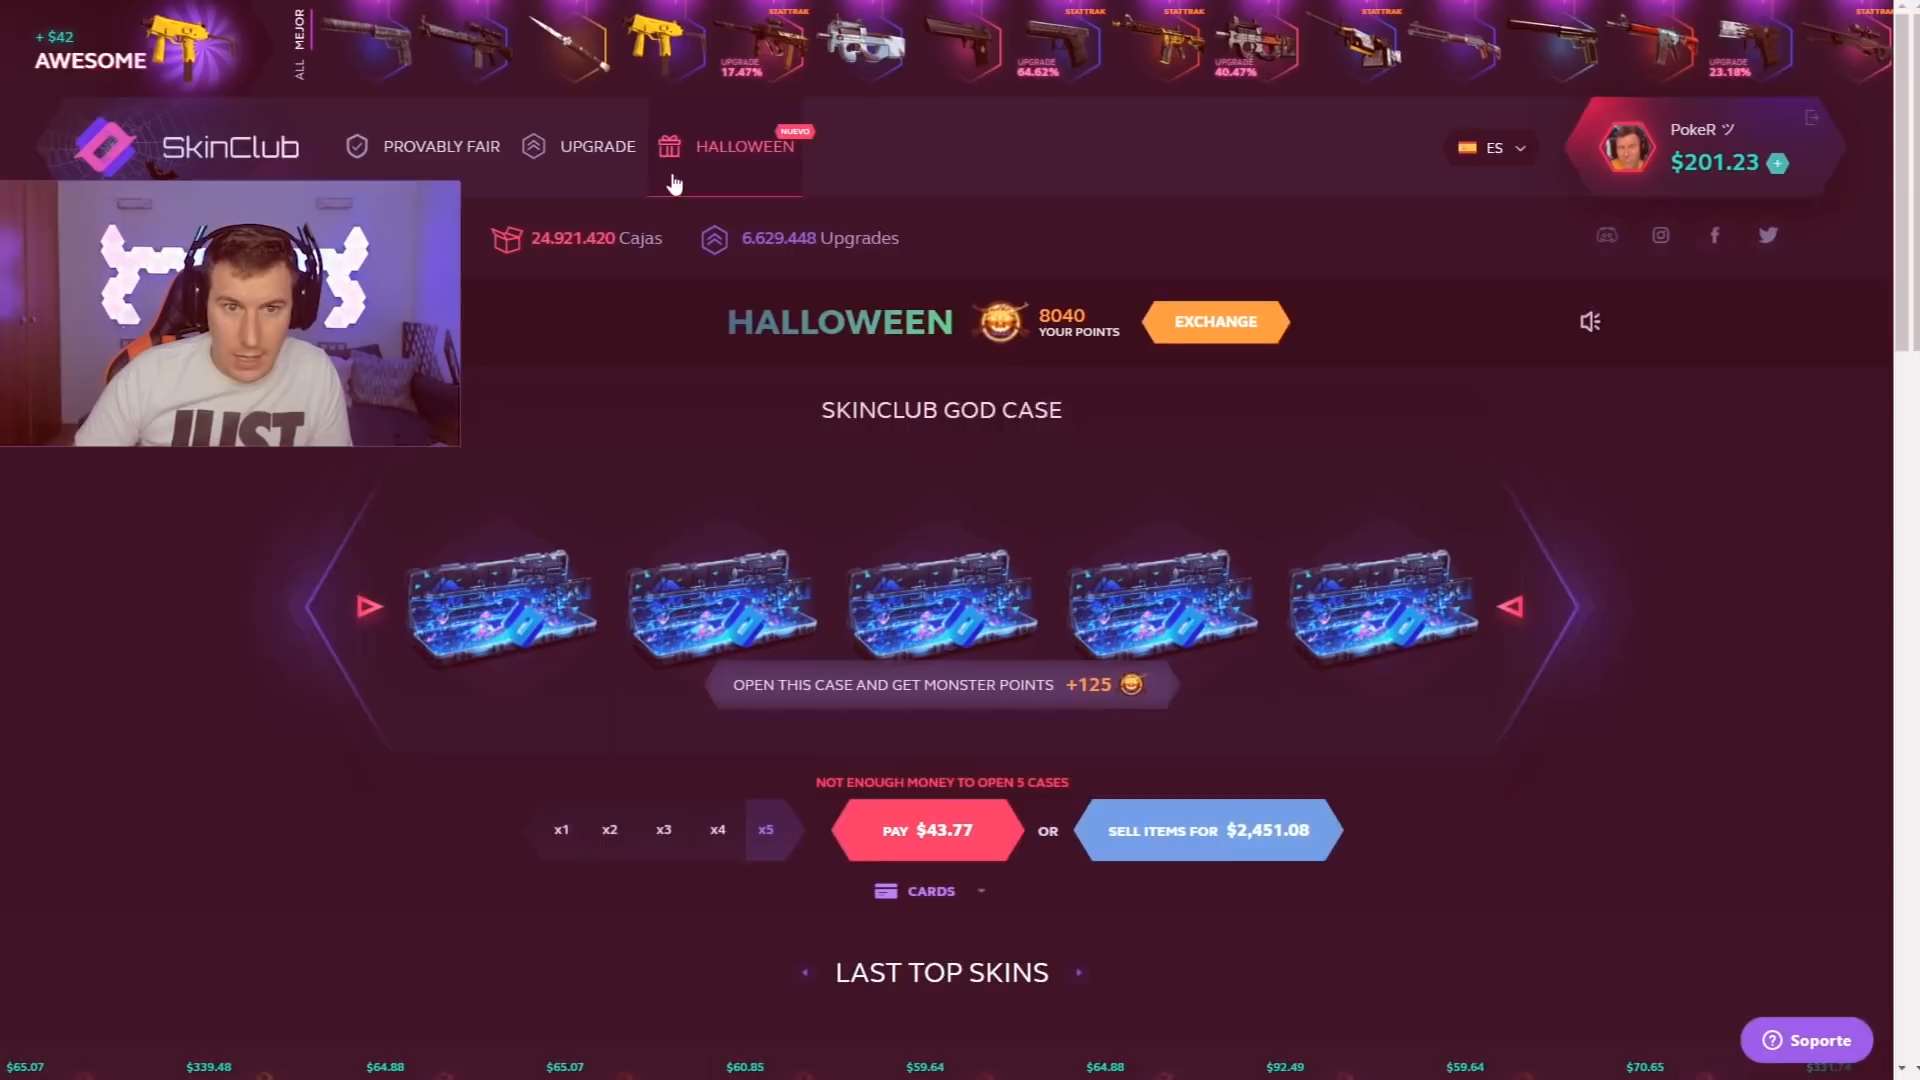 + $42
AWESOME
MEJOR
ALL
STATTRAK
UPGRADE
17.47%
STATTRAK
UPGRADE
64.62%
STATTRAK
UPGRADE
40.47%
STATTRAK
UPGRADE
23.18%
SkinClub
PROVABLY FAIR
UPGRADE
HALLOWEEN
NUEVO
ES
PokeR ツ
$201.23
24.921.420 Cajas
6.629.448 Upgrades
HALLOWEEN
8040
YOUR POINTS
EXCHANGE
JUST
SKINCLUB GOD CASE
OPEN THIS CASE AND GET MONSTER POINTS +125
NOT ENOUGH MONEY TO OPEN 5 CASES
x1 x2 x3 x4 x5
PAY $43.77
OR
SELL ITEMS FOR $2,451.08
CARDS
LAST TOP SKINS
Soporte
$65.07 $339.48 $64.88 $65.07 $60.85 $59.64 $64.88 $92.49 $59.64 $70.65